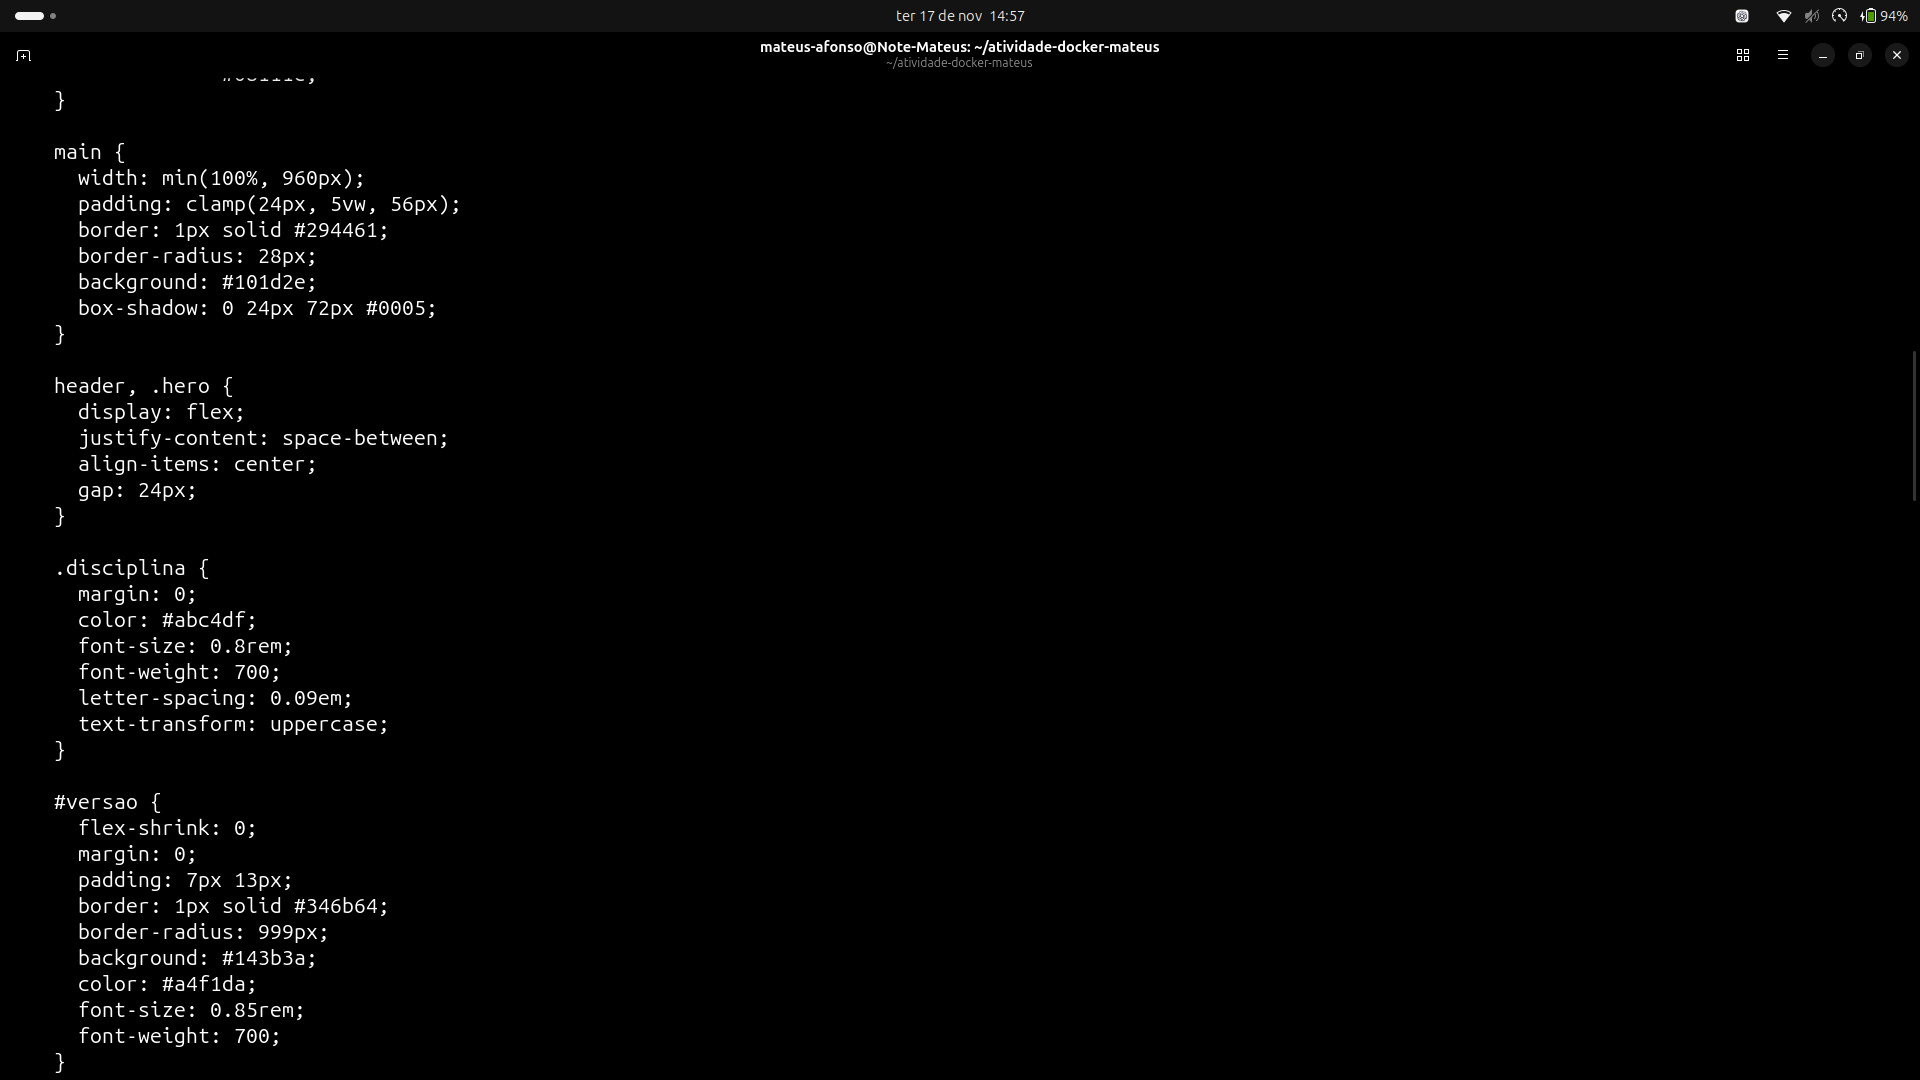 ter 17 de nov 14:57
94%
mateus-afonso@Note-Mateus: ~/atividade-docker-mateus
~/atividade-docker-mateus
}
main {
width: min(100%, 960px);
padding: clamp(24px, 5vw, 56px);
border: 1px solid #294461;
border-radius: 28px;
background: #101d2e;
box-shadow: 0 24px 72px #0005;
}
header, .hero {
display: flex;
justify-content: space-between;
align-items: center;
gap: 24px;
}
.disciplina {
margin: 0;
color: #abc4df;
font-size: 0.8rem;
font-weight: 700;
letter-spacing: 0.09em;
text-transform: uppercase;
}
#versao {
flex-shrink: 0;
margin: 0;
padding: 7px 13px;
border: 1px solid #346b64;
border-radius: 999px;
background: #143b3a;
color: #a4f1da;
font-size: 0.85rem;
font-weight: 700;
}